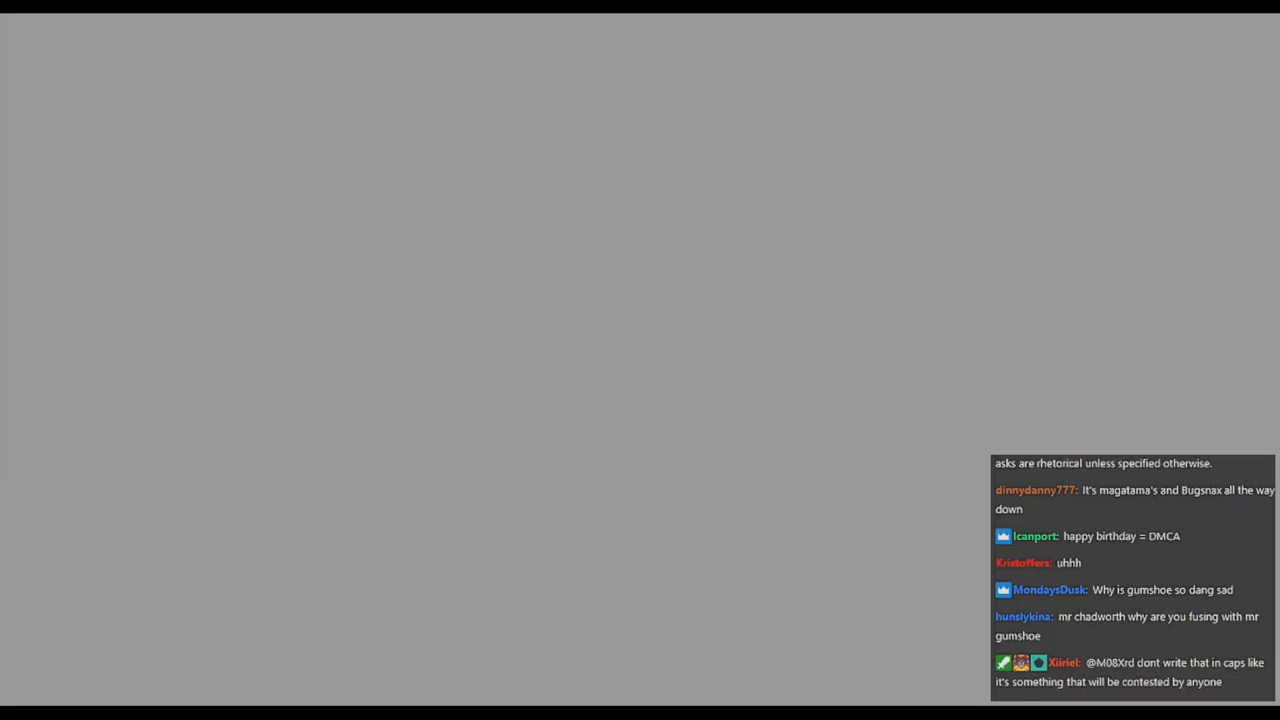 asks are rhetorical unless specified otherwise.
dinnydanny777: It's magatama's and Bugsnax all the way
down
lcanport: happy birthday = DMCA
Kristoffers: uhhh
MondaysDusk: Why is gumshoe so dang sad
hunslykina: mr chadworth why are you fusing with mr
gumshoe
Xiiriel: @M08Xrd dont write that in caps like
it's something that will be contested by anyone